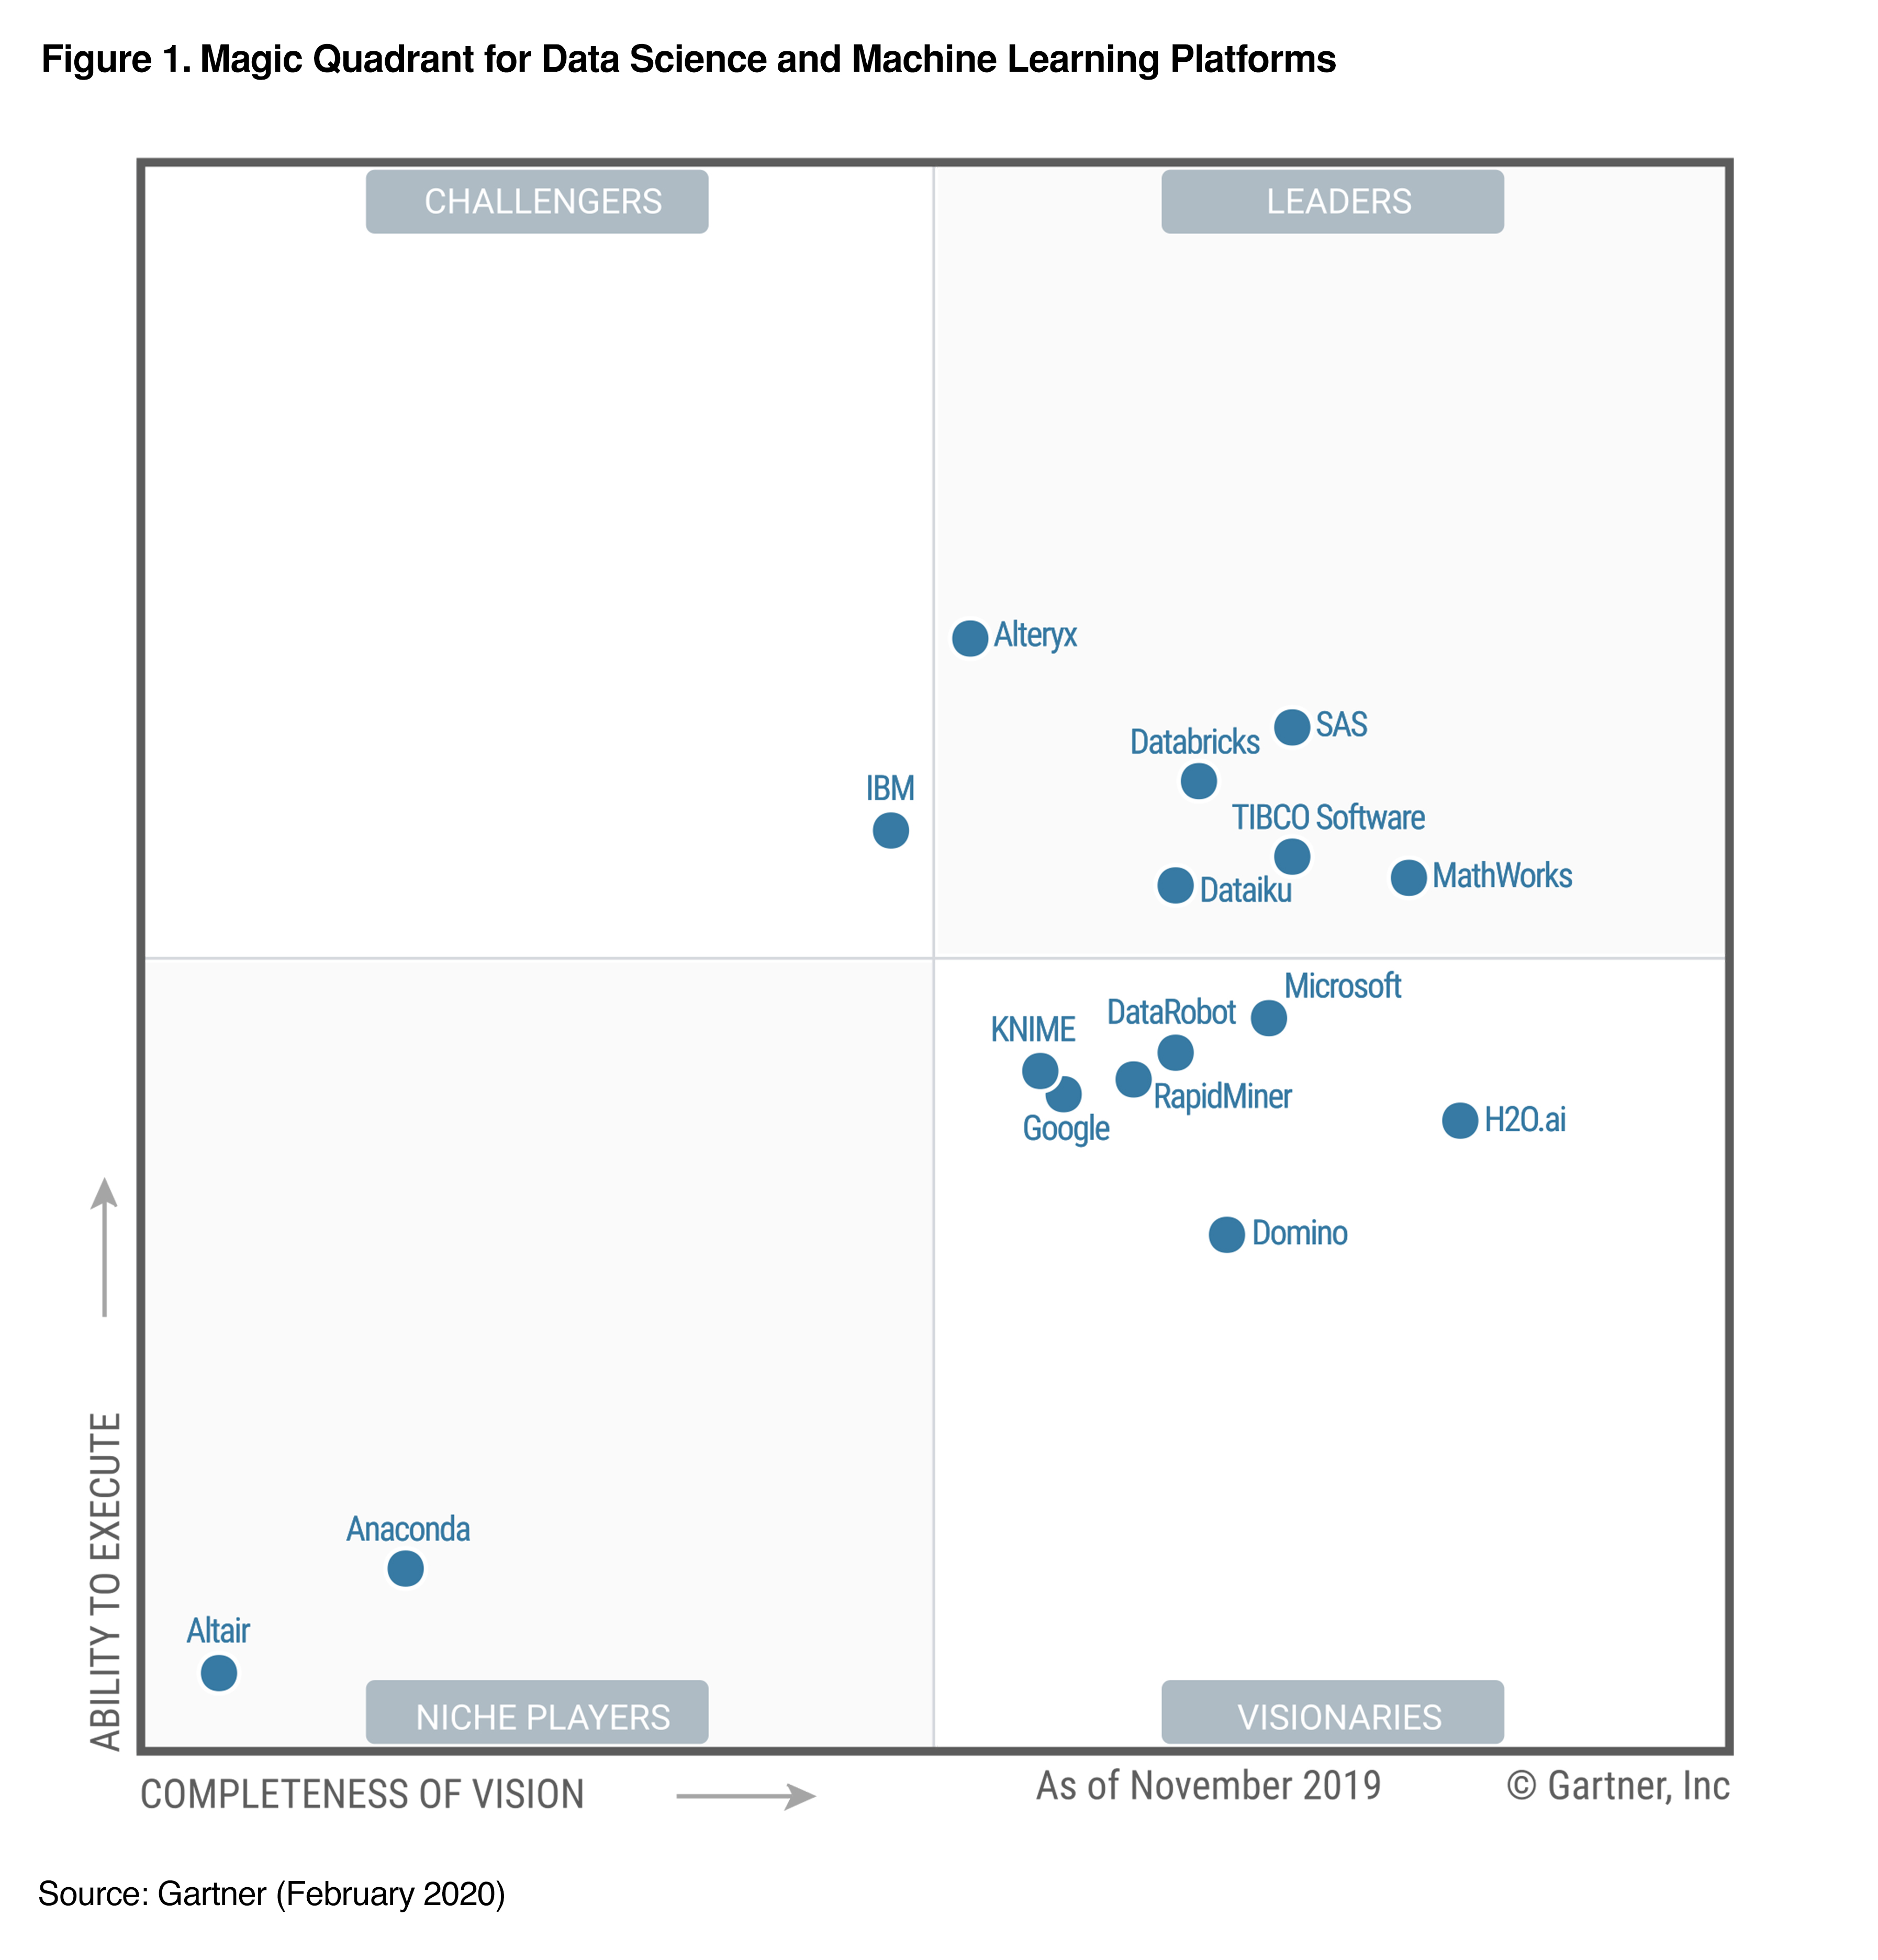 Figure 1. Magic Quadrant for Data Science and Machine Learning Platforms
CHALLENGERS
LEADERS
Alteryx
SAS
Databricks
IBM
TIBCO Software
MathWorks
Dataiku
Microsoft
DataRobot
KNIME
RapidMiner
Google
H2O.ai
Domino
Anaconda
Altair
NICHE PLAYERS
VISIONARIES
ABILITY TO EXECUTE
COMPLETENESS OF VISION
As of November 2019
© Gartner, Inc
Source: Gartner (February 2020)